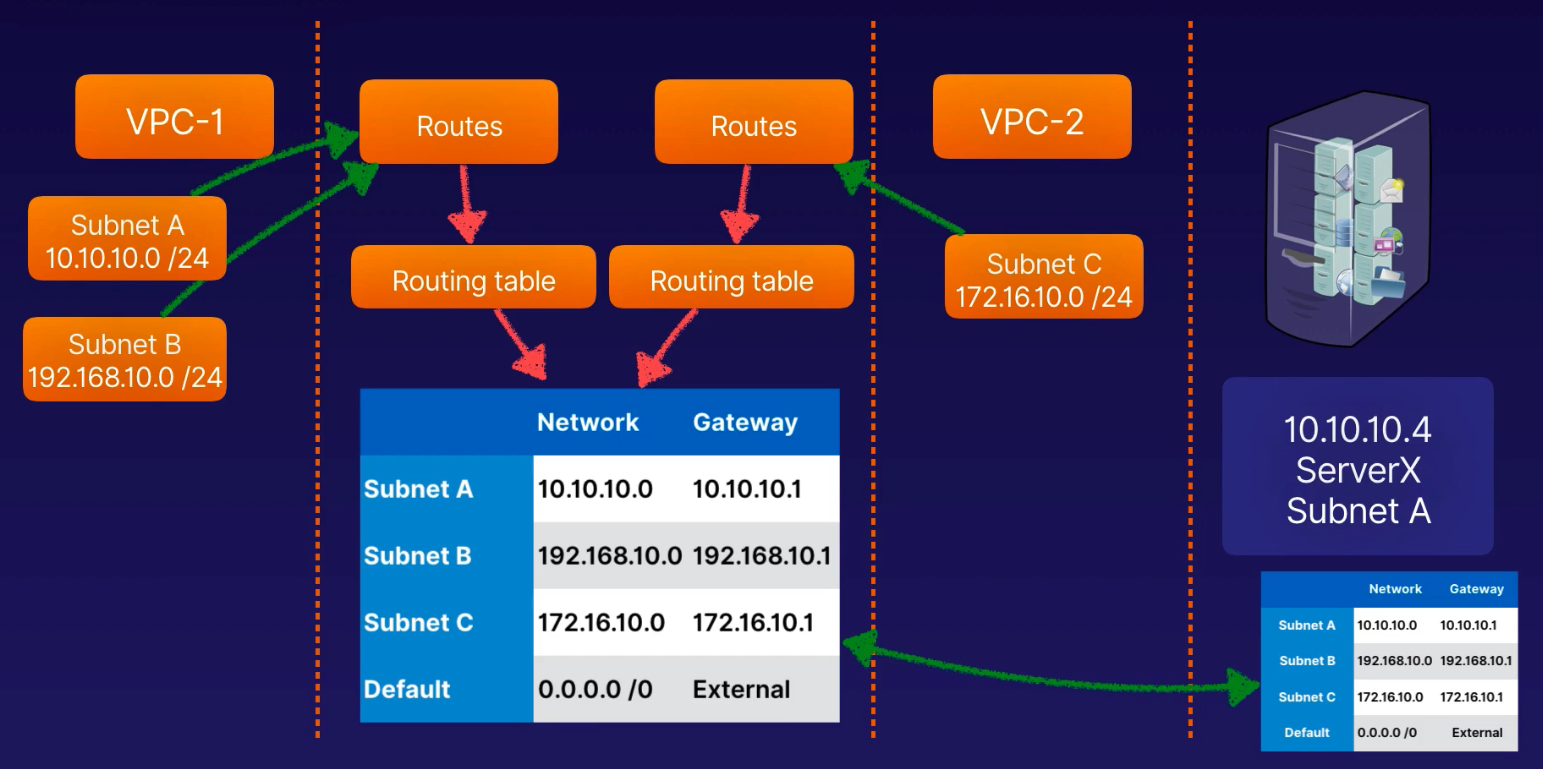 VPC-1
Routes
Routes
VPC-2
Subnet A
10.10.10.0 /24
Subnet B
192.168.10.0 /24
Routing table
Routing table
Subnet C
172.16.10.0 /24
Network Gateway
Subnet A 10.10.10.0 10.10.10.1
Subnet B 192.168.10.0 192.168.10.1
Subnet C 172.16.10.0 172.16.10.1
Default 0.0.0.0 /0 External
10.10.10.4
ServerX
Subnet A
Network Gateway
Subnet A 10.10.10.0 10.10.10.1
Subnet B 192.168.10.0 192.168.10.1
Subnet C 172.16.10.0 172.16.10.1
Default 0.0.0.0 /0 External